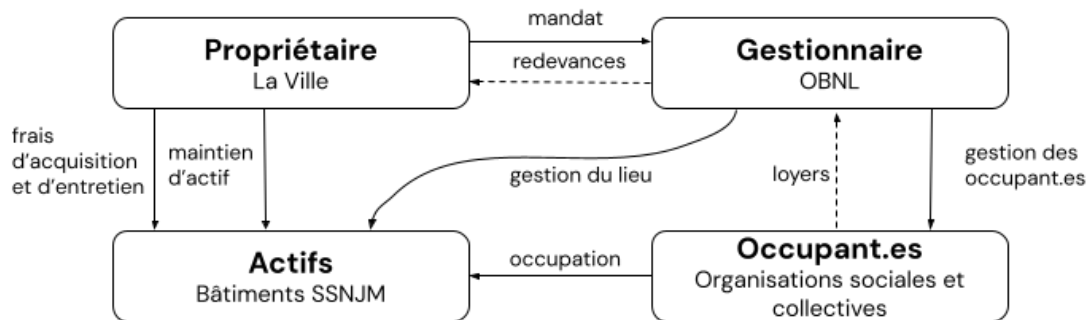 mandat
Propriétaire
La Ville
redevances
Gestionnaire
OBNL
frais
d'acquisition
et d'entretien
maintien
d'actif
gestion du lieu
loyers
gestion des
occupant.es
Actifs
Bâtiments SSNJM
occupation
Occupant.es
Organisations sociales et
collectives